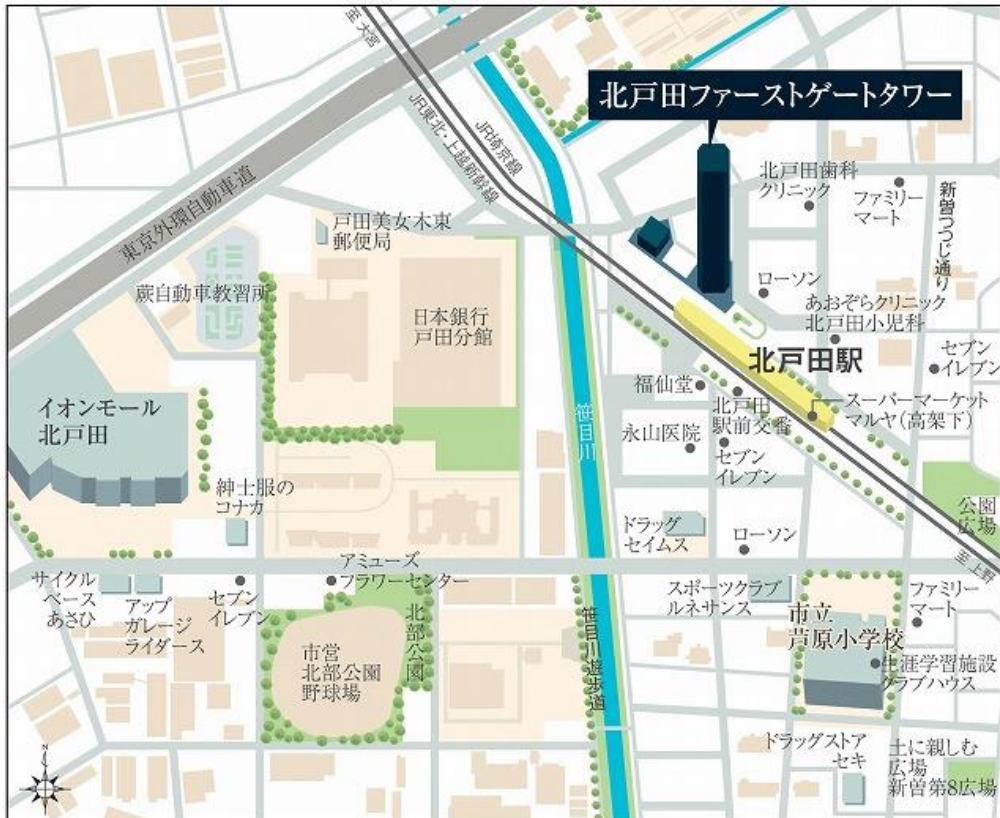 至 大宮
JR埼京線
JR東北・上越新幹線
東京外環自動車道
北戸田ファーストゲートタワー
北戸田歯科
クリニック
ファミリー
マート
新曽つつじ通り
戸田美女木東
郵便局
蕨自動車教習所
日本銀行
戸田分館
ローソン
あおぞらクリニック
北戸田小児科
セブン
イレブン
北戸田駅
イオンモール
北戸田
福仙堂
北戸田
駅前交番
スーパーマーケット
マルヤ(高架下)
笹目川
永山医院
セブン
イレブン
紳士服の
コナカ
ドラッグ
セイムス
ローソン
公園
広場
至 上野
サイクル
ベース
あさひ
アップ
ガレージ
ライダース
セブン
イレブン
アミューズ
フラワーセンター
北部公園
市営
北部公園
野球場
笹目川遊歩道
スポーツクラブ
ルネサンス
市立
芦原小学校
ファミリー
マート
生涯学習施設
クラブハウス
ドラッグストア
セキ
土に親しむ
広場
新曽第8広場
N